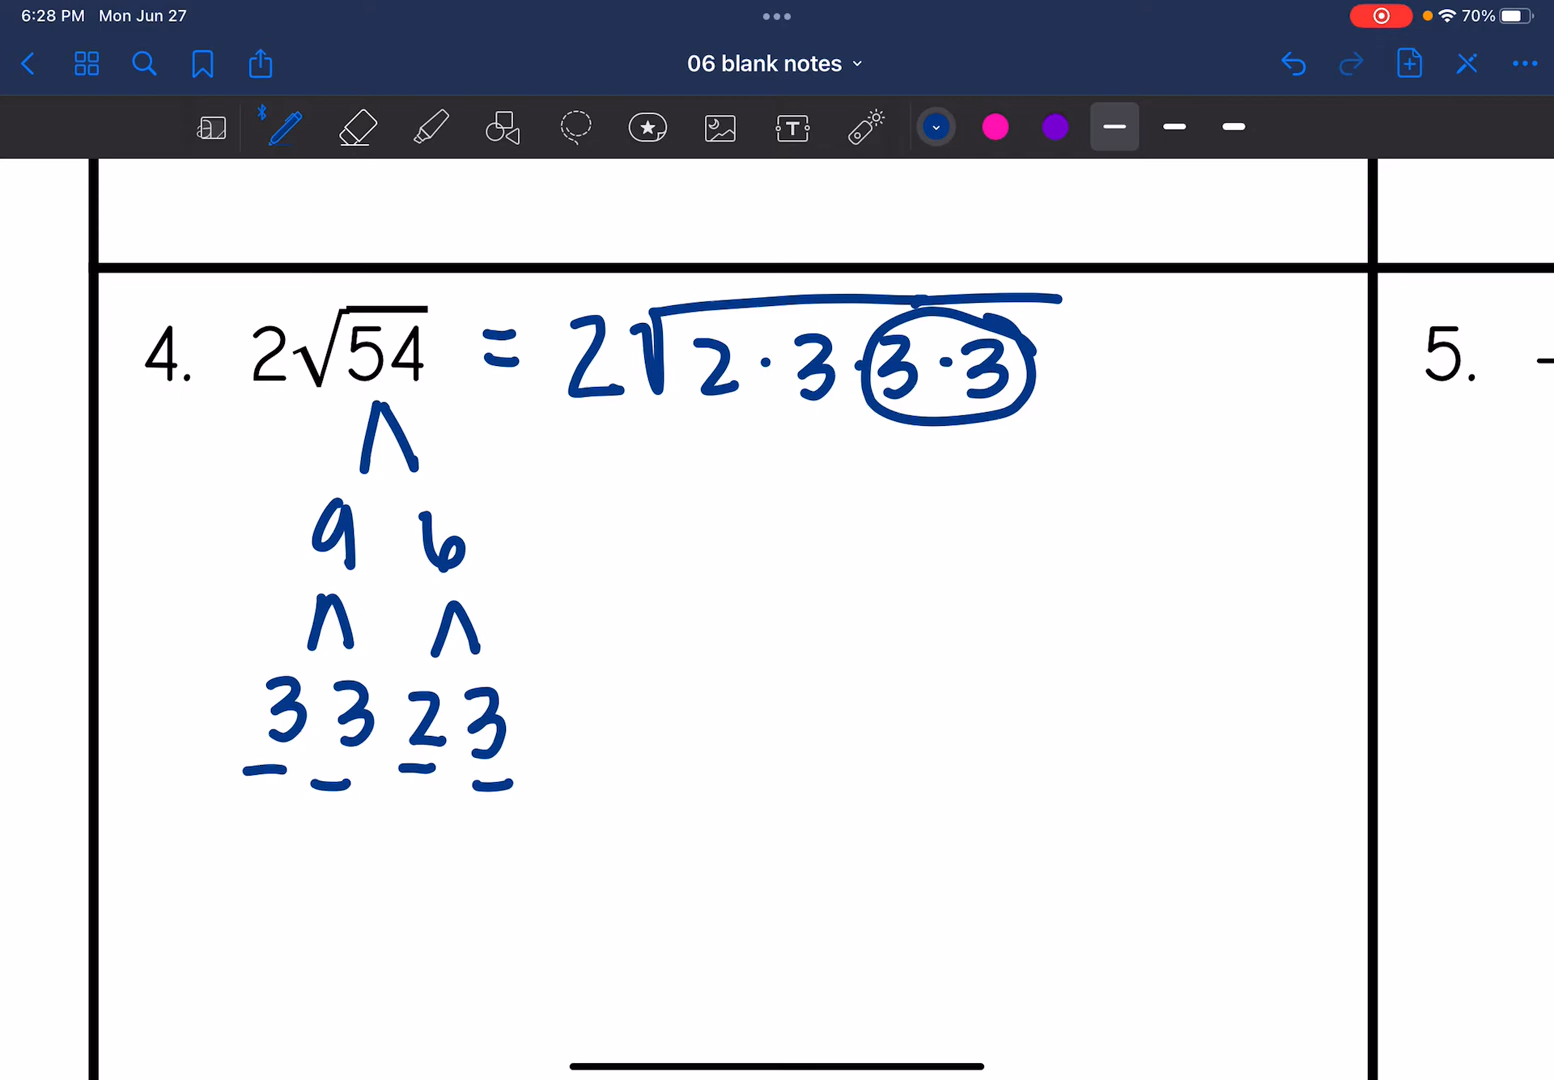 6:28 PM Mon Jun 27
70%
06 blank notes
T
4. 2√54 = 2√2 · 3 · 3 · 3
5. -
9 6
3 3 2 3